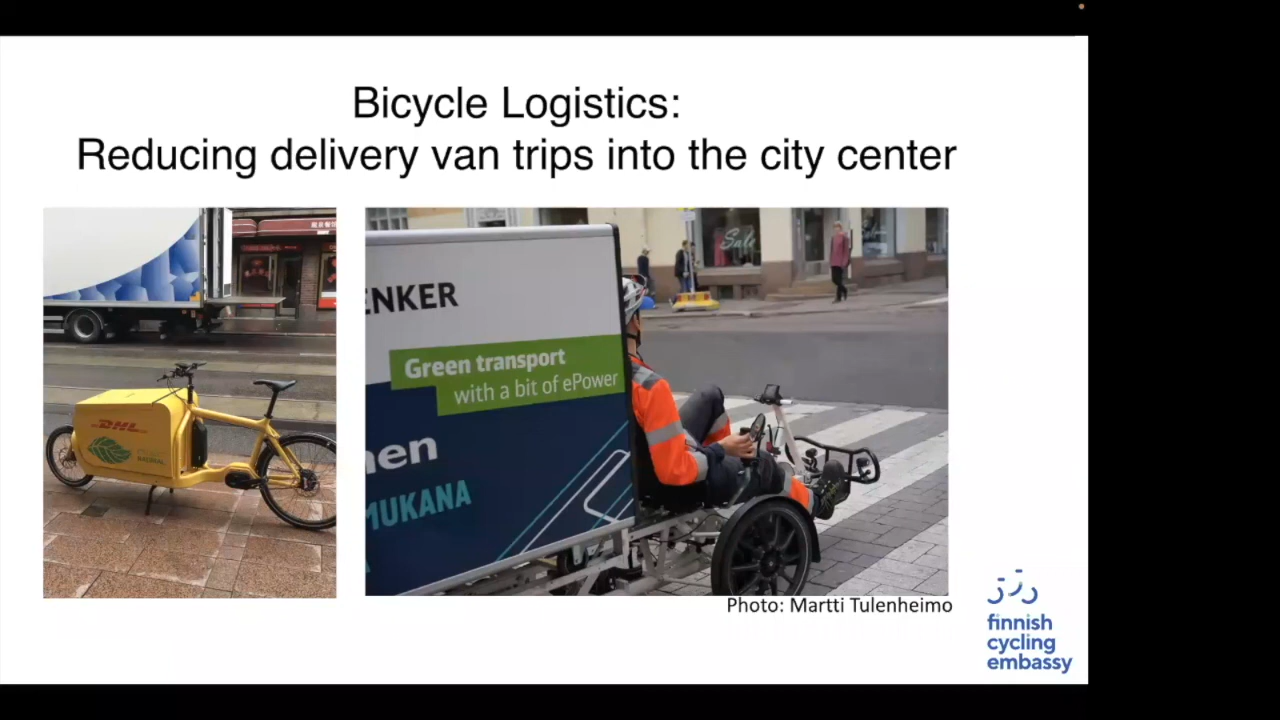 Bicycle Logistics:
Reducing delivery van trips into the city center
DHL
ENKER
Green transport
with a bit of ePower
nen
MUKANA
Sale
Photo: Martti Tulenheimo
finnish
cycling
embassy